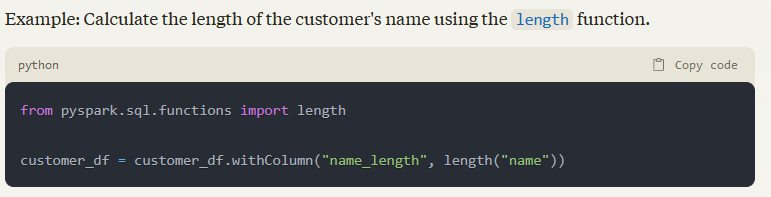 Example: Calculate the length of the customer's name using the length function.
python
Copy code
from pyspark.sql.functions import length
customer_df = customer_df.withColumn("name_length", length("name"))